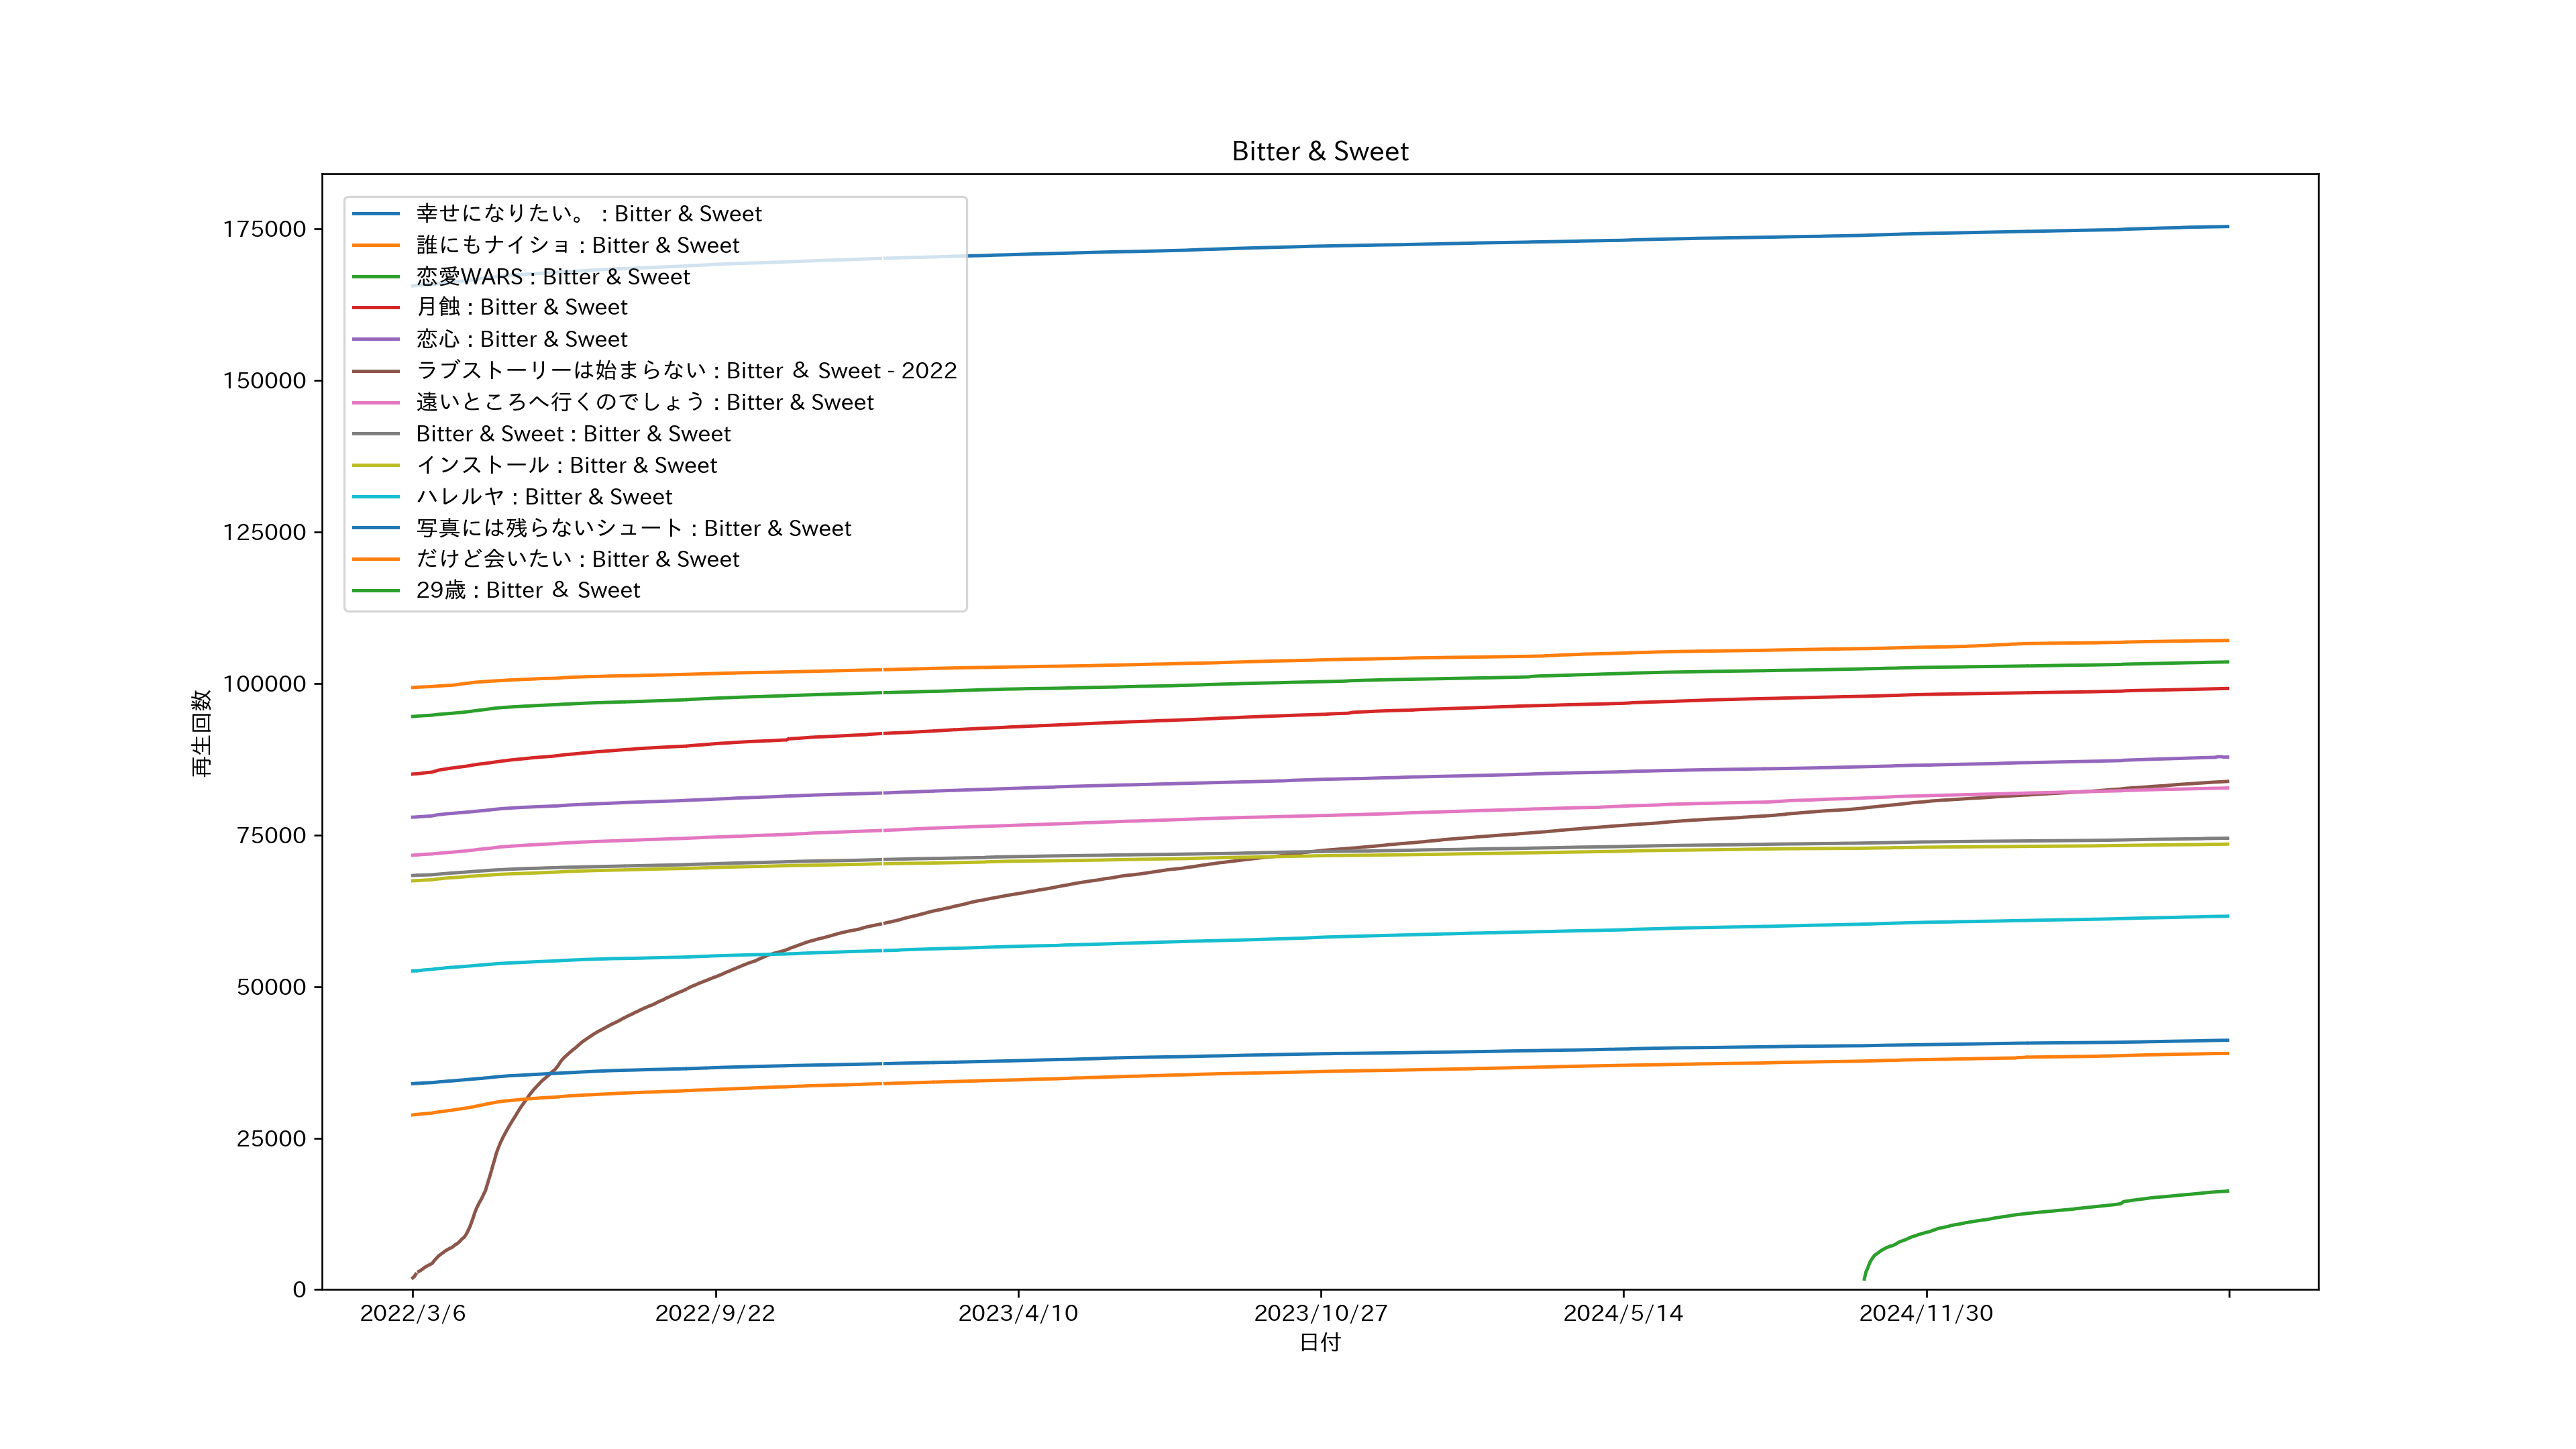 Bitter & Sweet
175000
150000
125000
100000
75000
50000
25000
0
再生回数
幸せになりたい。 : Bitter & Sweet
誰にもナイショ : Bitter & Sweet
恋愛WARS : Bitter & Sweet
月蝕 : Bitter & Sweet
恋心 : Bitter & Sweet
ラブストーリーは始まらない : Bitter ＆ Sweet - 2022
遠いところへ行くのでしょう : Bitter & Sweet
Bitter & Sweet : Bitter & Sweet
インストール : Bitter & Sweet
ハレルヤ : Bitter & Sweet
写真には残らないシュート : Bitter & Sweet
だけど会いたい : Bitter & Sweet
29歳 : Bitter ＆ Sweet
2022/3/6
2022/9/22
2023/4/10
2023/10/27
2024/5/14
2024/11/30
日付